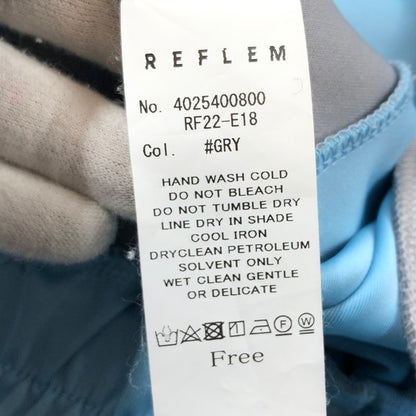 REFLEM
No. 4025400800
RF22-E18
Col. #GRY
HAND WASH COLD
DO NOT BLEACH
DO NOT TUMBLE DRY
LINE DRY IN SHADE
COOL IRON
DRYCLEAN PETROLEUM
SOLVENT ONLY
WET CLEAN GENTLE
OR DELICATE
Free